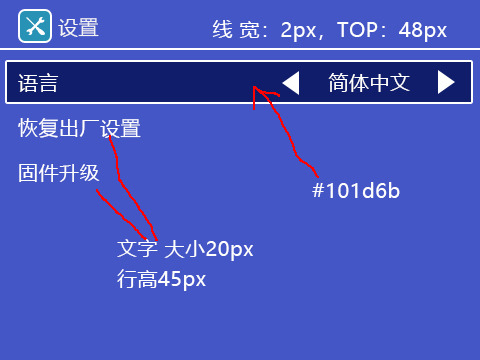 设置 线 宽：2px，TOP：48px
语言 简体中文
恢复出厂设置
固件升级
#101d6b
文字 大小20px
行高45px